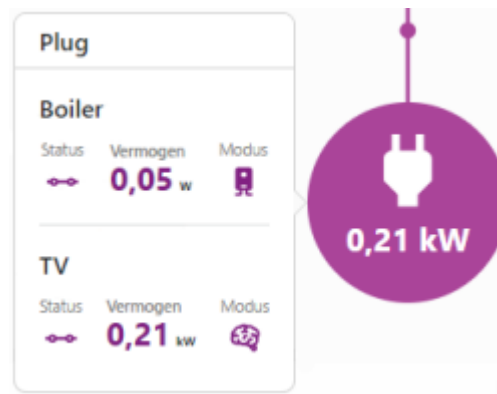 Plug
Boiler
Status Vermogen Modus
0,05 w
TV
Status Vermogen Modus
0,21 kW
0,21 kW